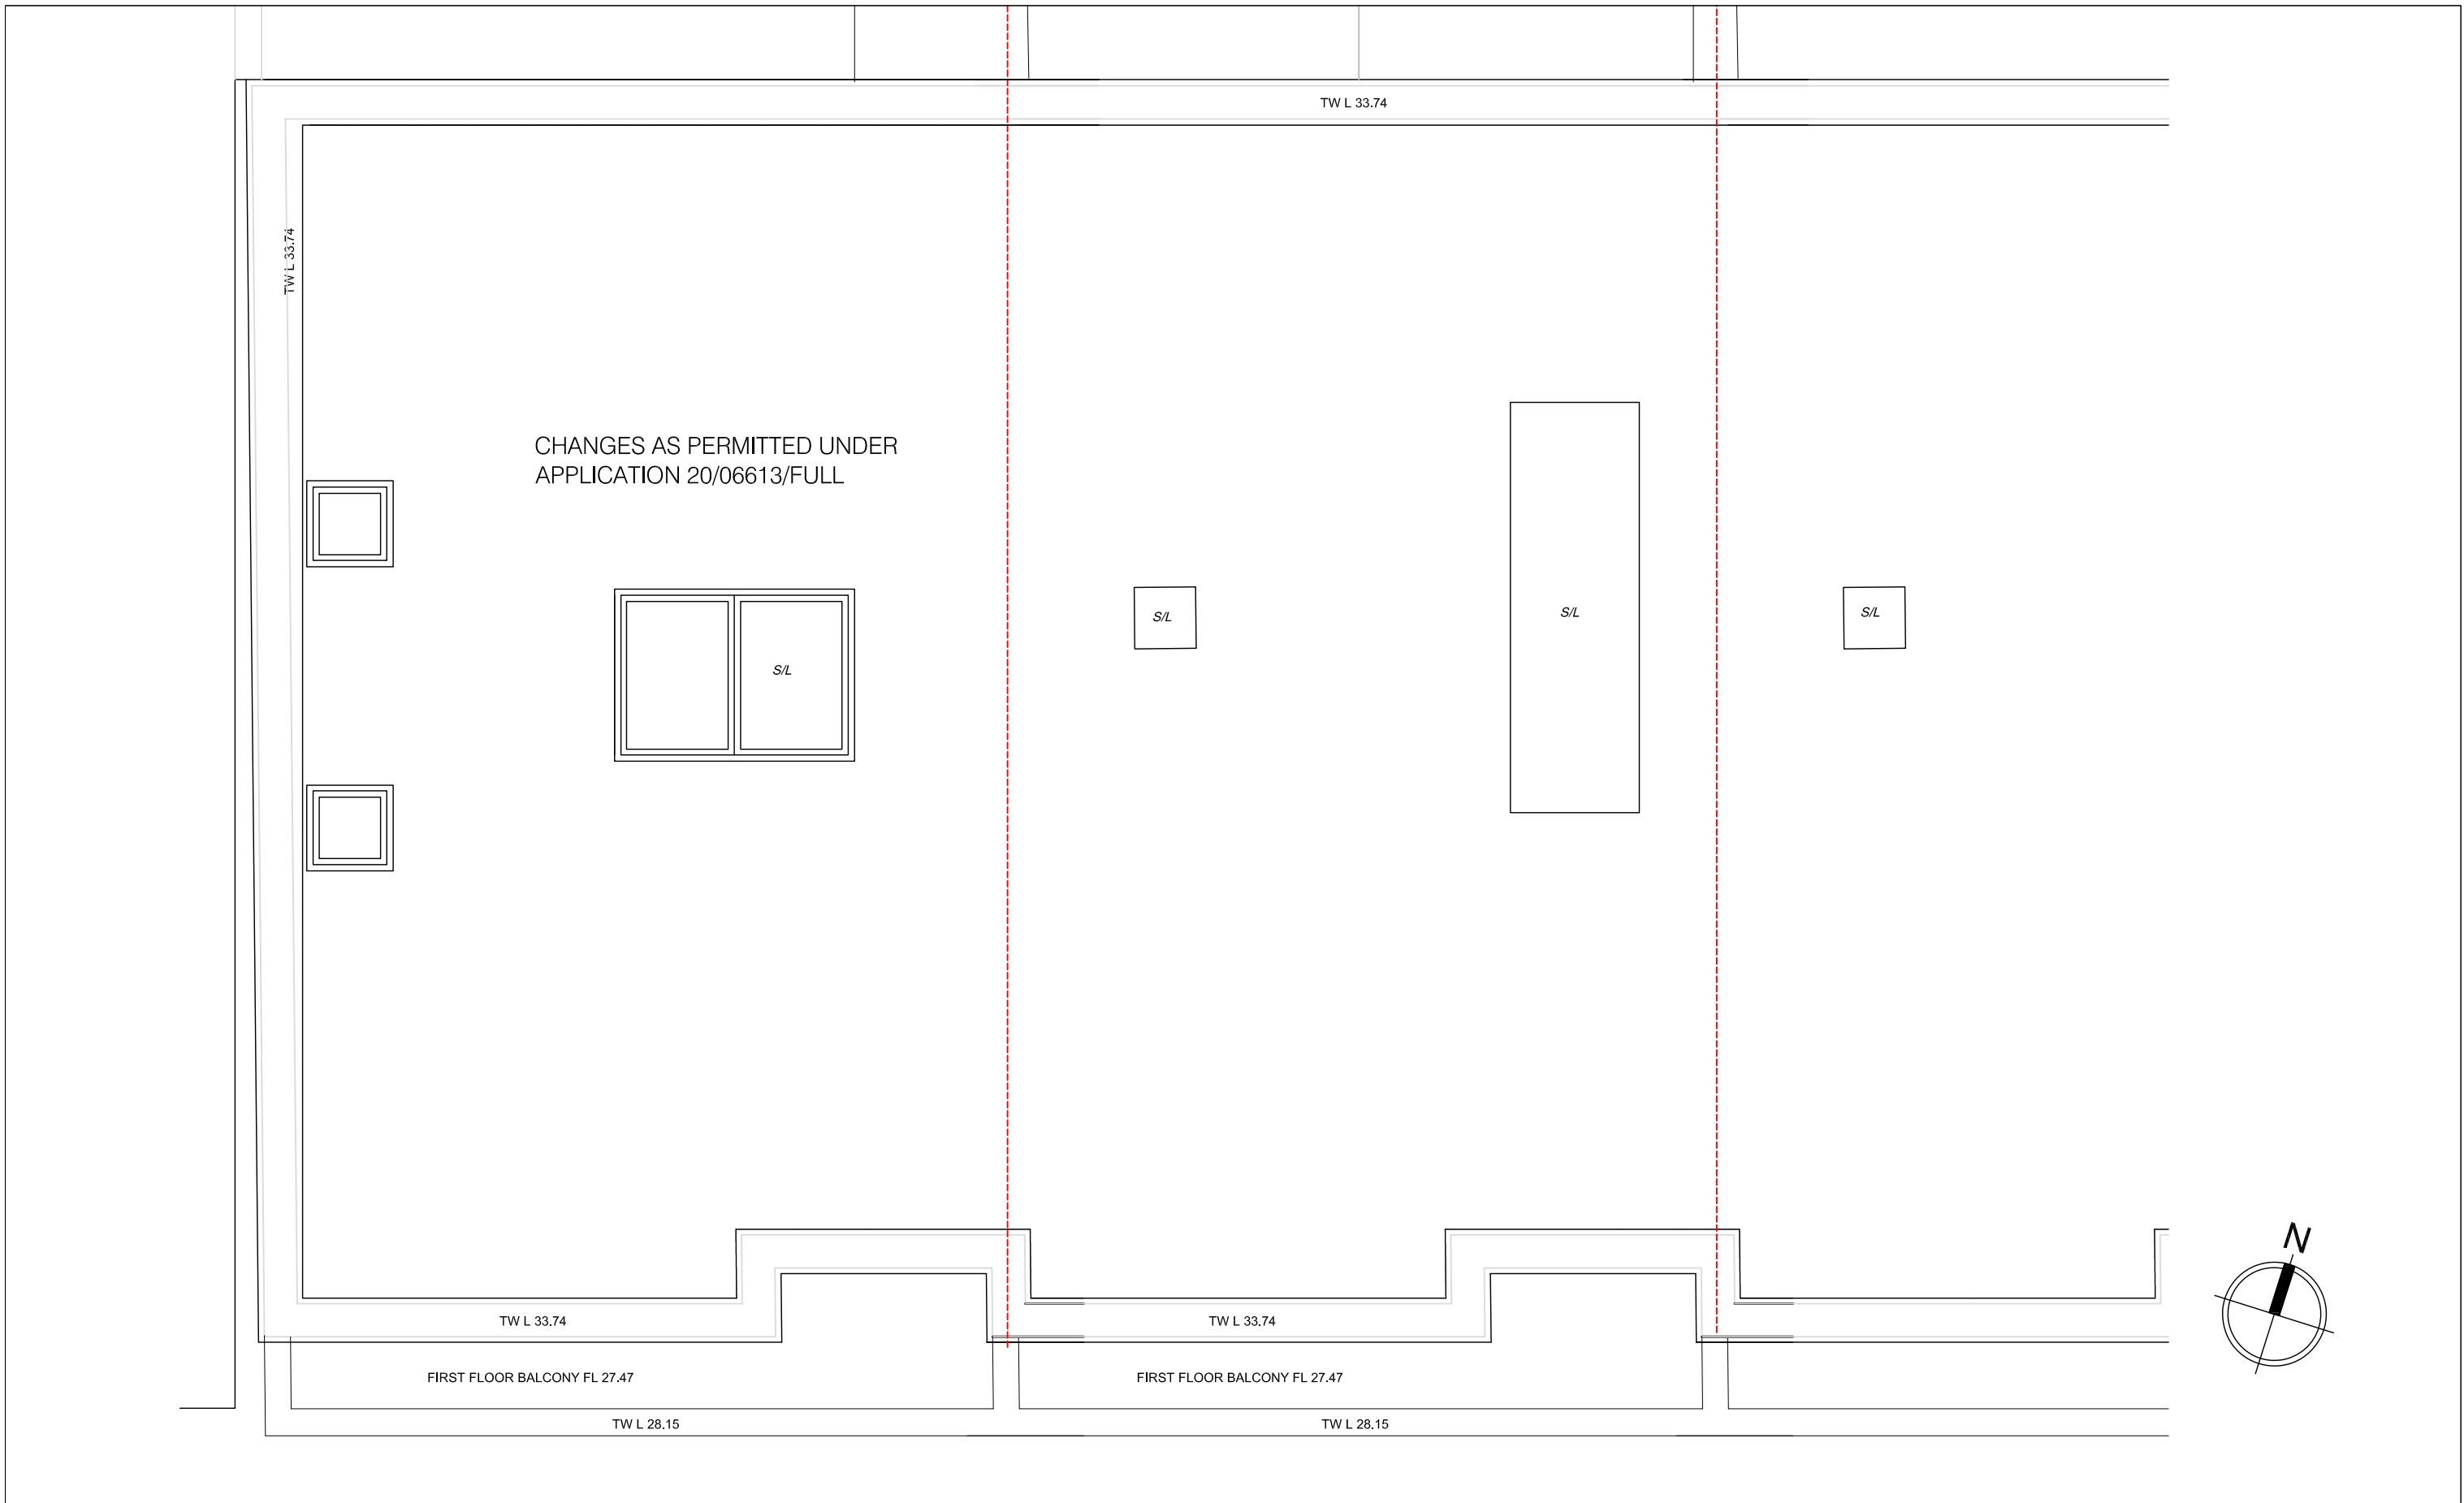 TW L 33.74
TW L 33.74
CHANGES AS PERMITTED UNDER
APPLICATION 20/06613/FULL
S/L
S/L
S/L
S/L
N
TW L 33.74
TW L 33.74
FIRST FLOOR BALCONY FL 27.47
FIRST FLOOR BALCONY FL 27.47
TW L 28.15
TW L 28.15